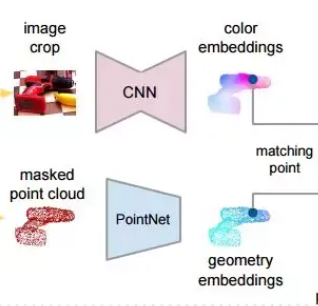 image
crop
color
embeddings
CNN
matching
point
masked
point cloud
PointNet
geometry
embeddings